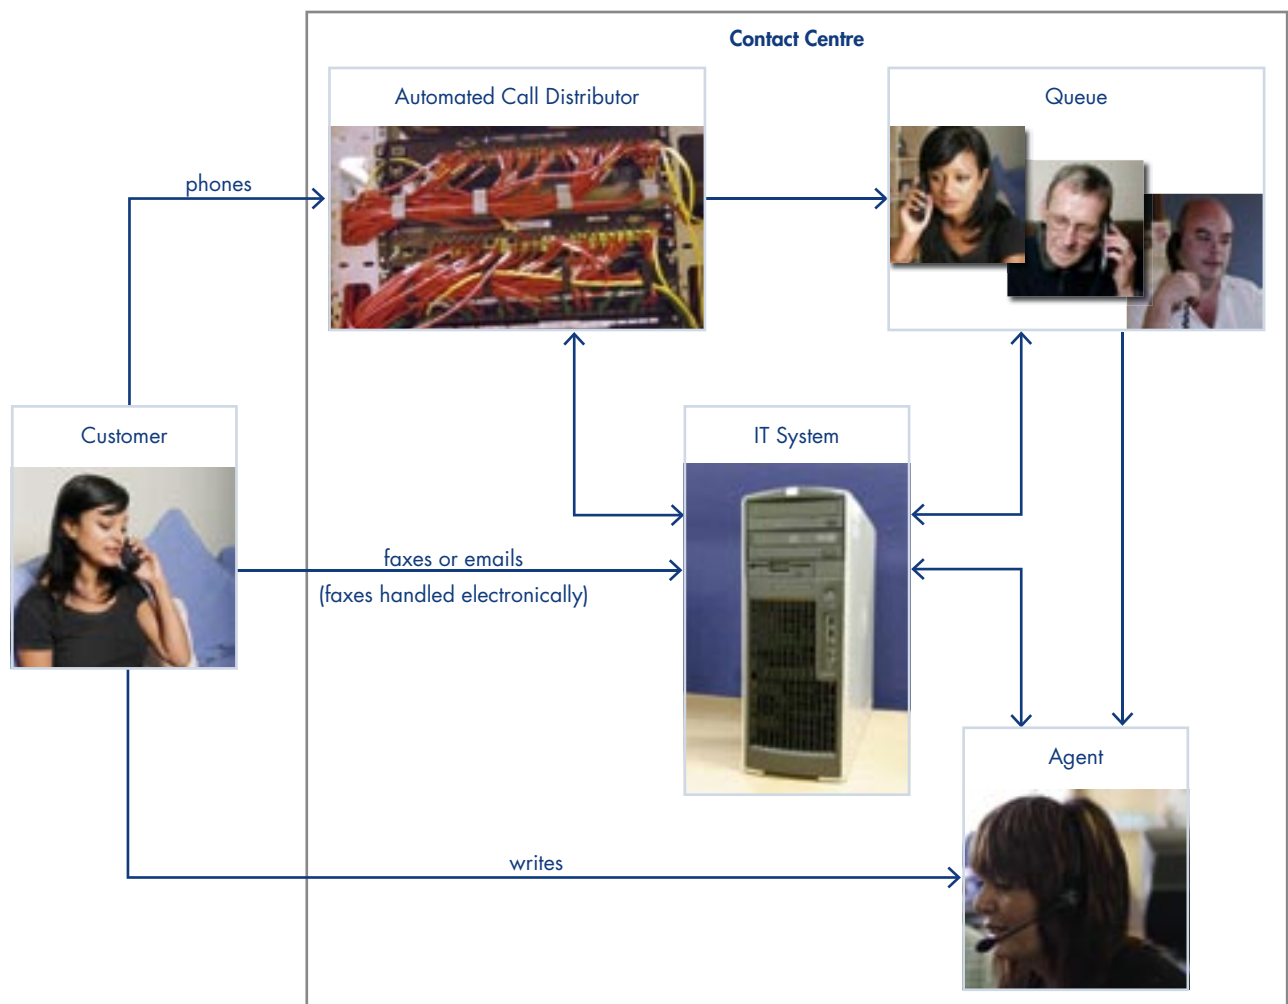 Contact Centre
Automated Call Distributor
Queue
phones
Customer
IT System
faxes or emails
(faxes handled electronically)
Agent
writes